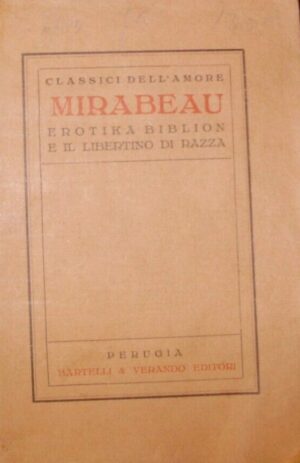 CLASSICI DELL'AMORE
MIRABEAU
EROTIKA BIBLION
E IL LIBERTINO DI RAZZA
PERUGIA
BARTELLI & VERANDO EDITORI